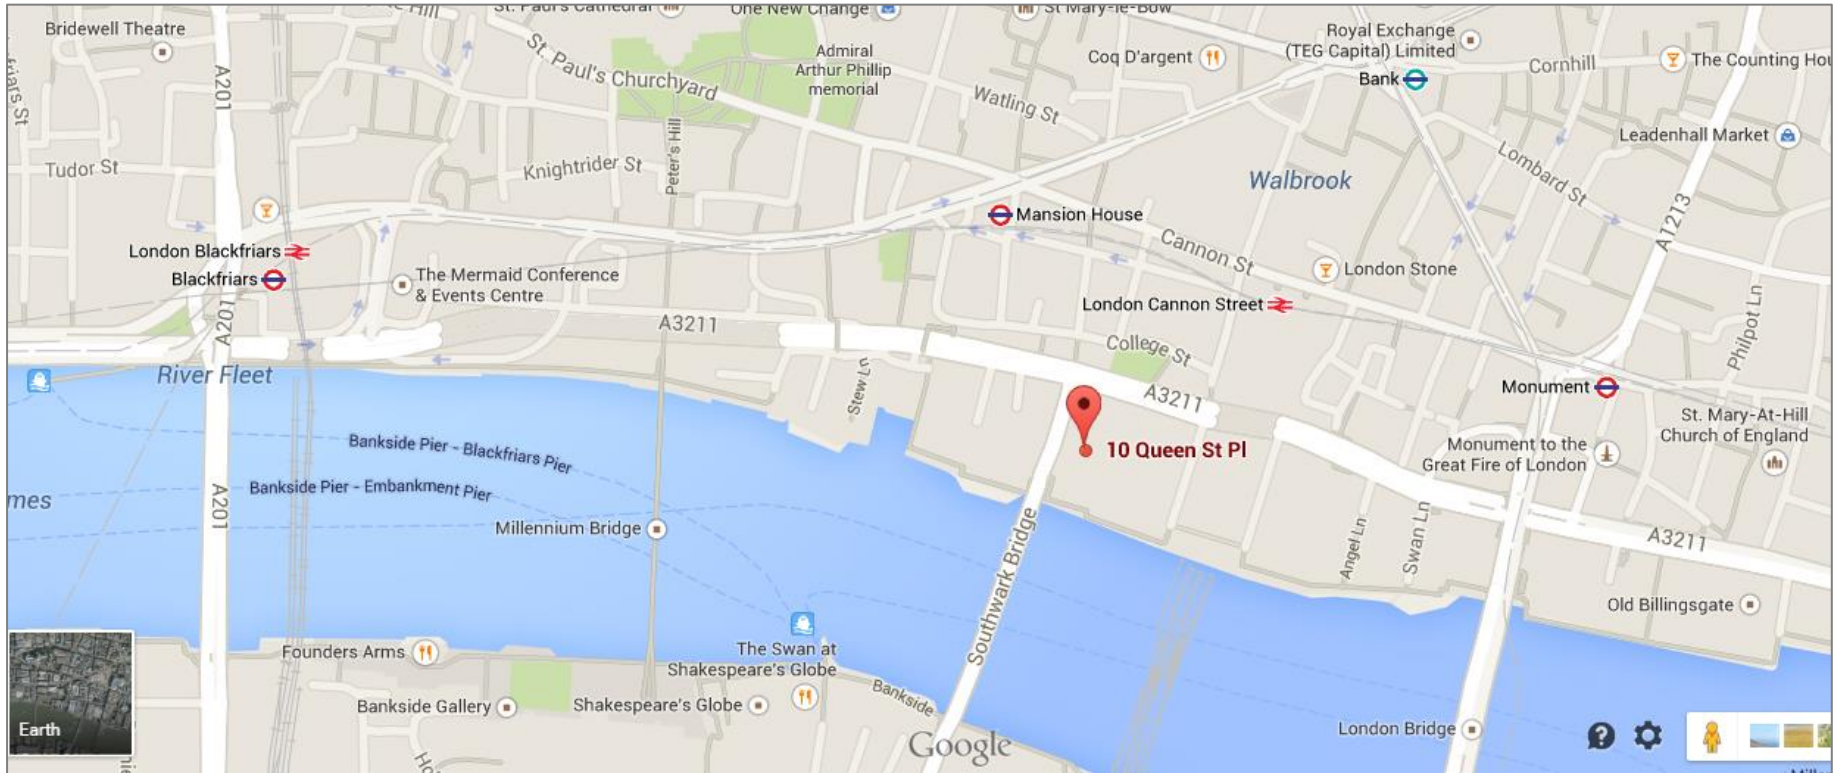 St. Paul's Cathedral
One New Change
St Mary-le-Bow
Bridewell Theatre
Royal Exchange
(TEG Capital) Limited
Cornhill
The Counting Hou
Coq D'argent
Bank
Admiral
Arthur Phillip
memorial
St. Paul's Churchyard
A201
Watling St
Leadenhall Market
Lombard St
Tudor St
Knightrider St
Peter's Hill
Walbrook
A1213
Mansion House
Cannon St
London Blackfriars
Blackfriars
The Mermaid Conference
& Events Centre
London Stone
London Cannon Street
A201
A3211
College St
Philpot Ln
River Fleet
Stew Ln
A3211
Monument
St. Mary-At-Hill
Church of England
Monument to the
Great Fire of London
10 Queen St Pl
Bankside Pier - Blackfriars Pier
Bankside Pier - Embankment Pier
mes
A201
Millennium Bridge
Southwark Bridge
Angel Ln
Swan Ln
A3211
Old Billingsgate
Founders Arms
The Swan at
Shakespeare's Globe
Bankside Gallery
Shakespeare's Globe
Bankside
London Bridge
Earth
Google